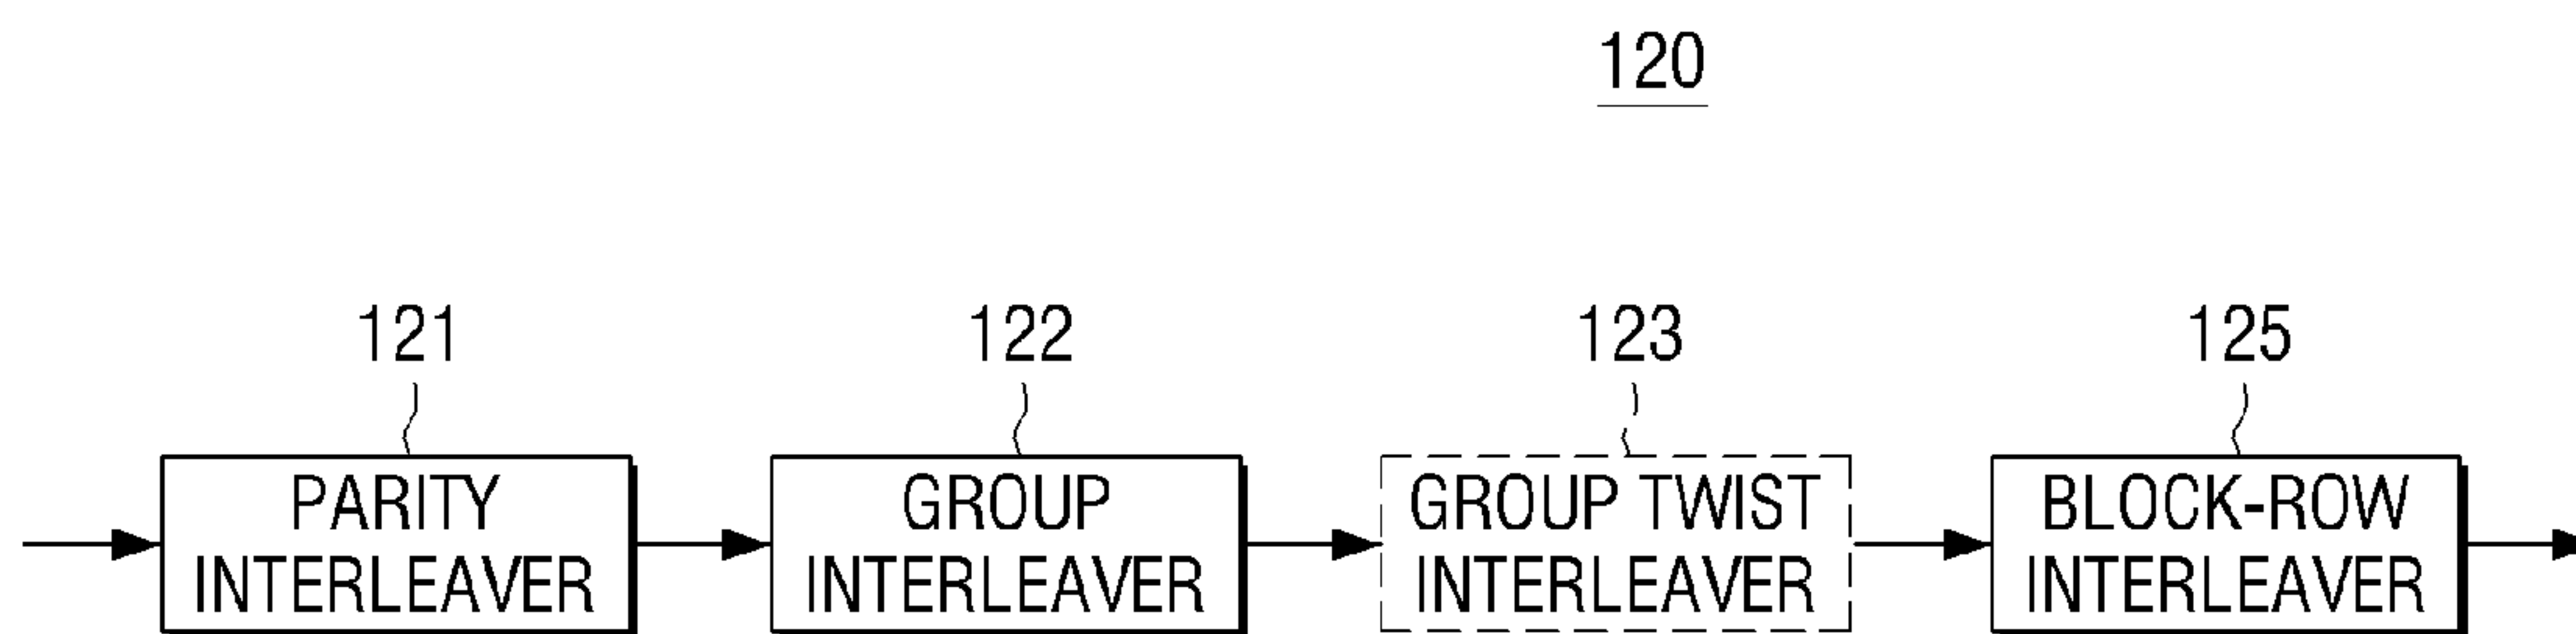 120
121
122
123
125
PARITY
INTERLEAVER
GROUP
INTERLEAVER
GROUP TWIST
INTERLEAVER
BLOCK-ROW
INTERLEAVER